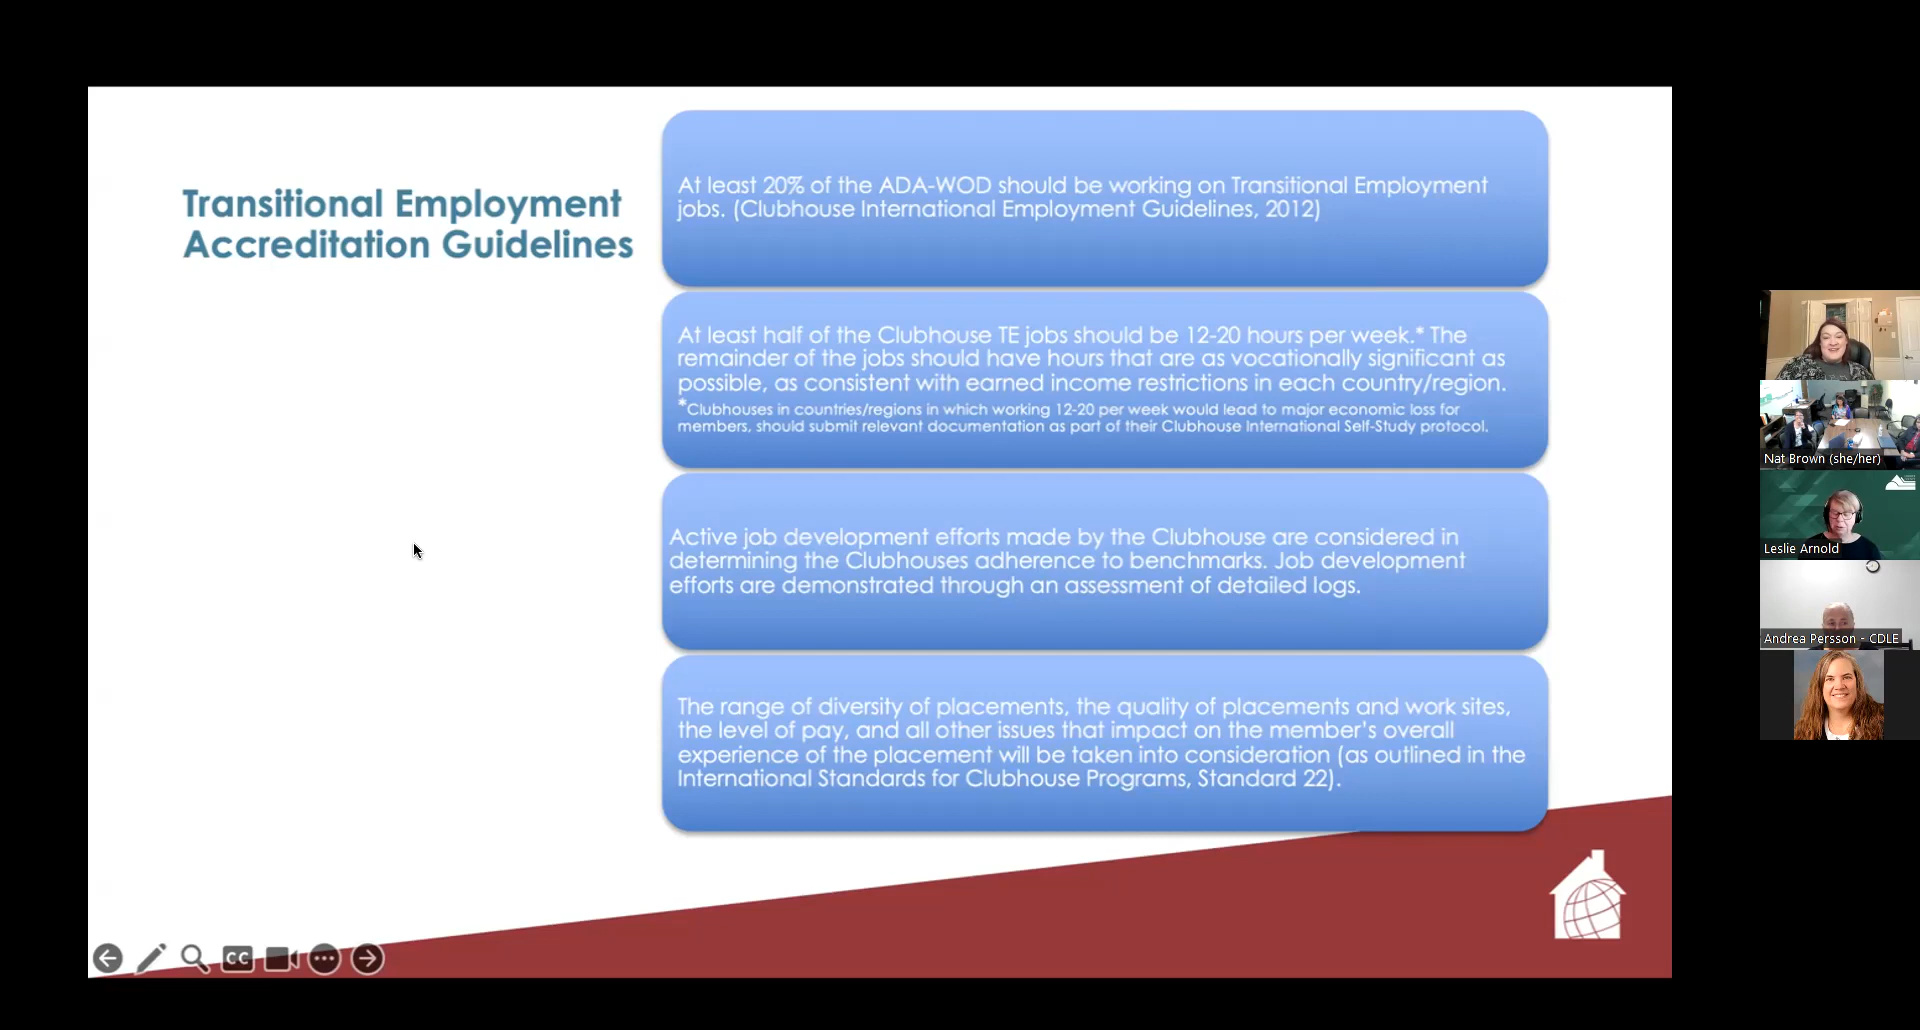 Transitional Employment
Accreditation Guidelines
At least 20% of the ADA-WOD should be working on Transitional Employment
jobs. (Clubhouse International Employment Guidelines, 2012)
At least half of the Clubhouse TE jobs should be 12-20 hours per week.* The
remainder of the jobs should have hours that are as vocationally significant as
possible, as consistent with earned income restrictions in each country/region.
*Clubhouses in countries/regions in which working 12-20 per week would lead to major economic loss for
members, should submit relevant documentation as part of their Clubhouse International Self-Study protocol.
Active job development efforts made by the Clubhouse are considered in
determining the Clubhouses adherence to benchmarks. Job development
efforts are demonstrated through an assessment of detailed logs.
The range of diversity of placements, the quality of placements and work sites,
the level of pay, and all other issues that impact on the member's overall
experience of the placement will be taken into consideration (as outlined in the
International Standards for Clubhouse Programs, Standard 22).
CC
Nat Brown (she/her)
Leslie Arnold
Andrea Persson - CDLE